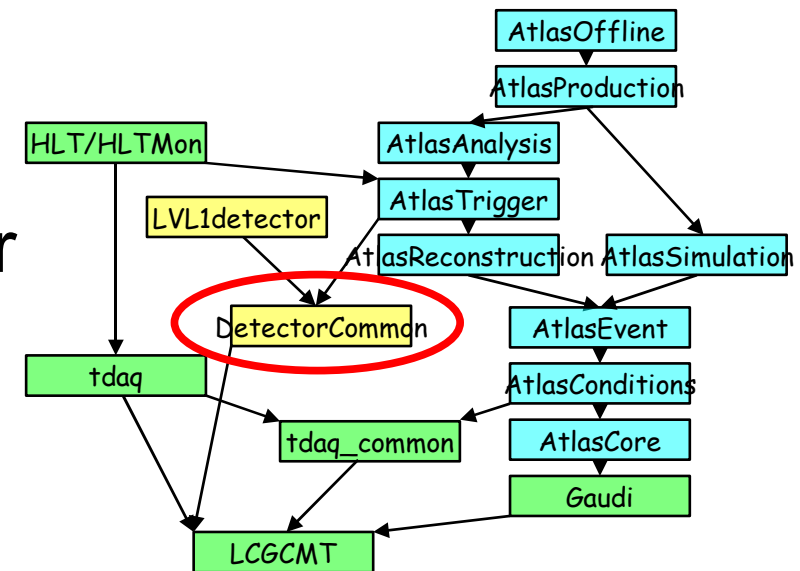 AtlasOffline
AtlasProduction
HLT/HLTMon
AtlasAnalysis
AtlasTrigger
LVL1detector
r
AtlasReconstruction
AtlasSimulation
DetectorCommon
AtlasEvent
tdaq
AtlasConditions
tdaq_common
AtlasCore
Gaudi
LCGCMT